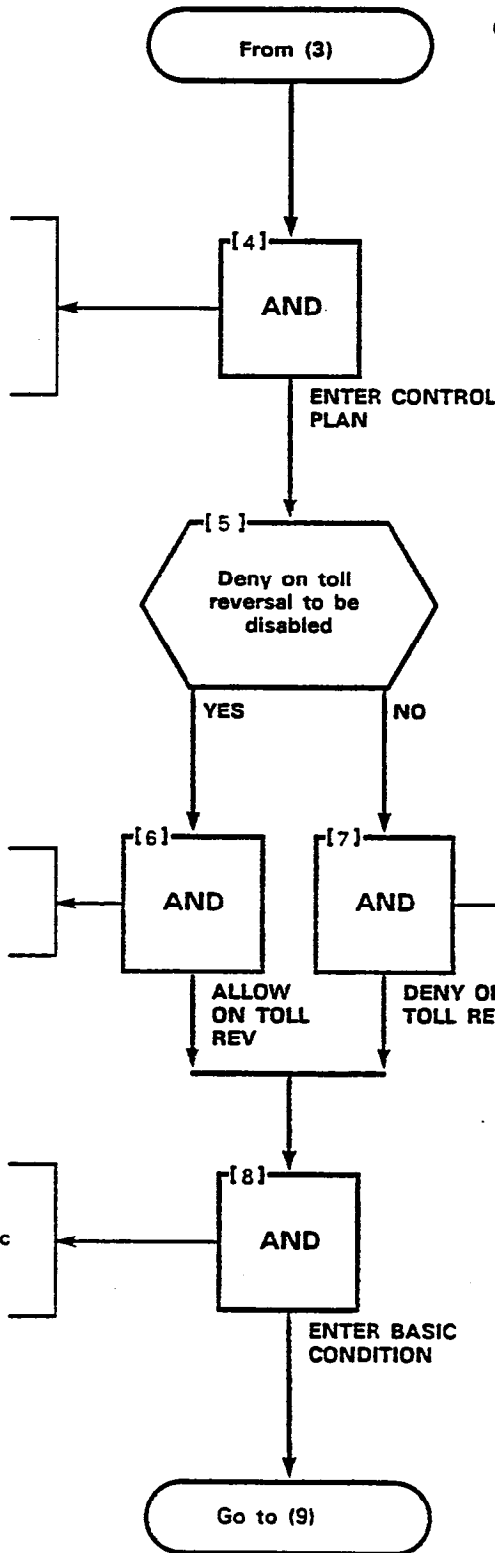 From (3)
[4]
AND
ENTER CONTROL
PLAN
[5]
Deny on toll
reversal to be
disabled
YES
NO
[6]
AND
[7]
AND
ALLOW
ON TOLL
REV
DENY
TOLL
[8]
c
AND
ENTER BASIC
CONDITION
Go to (9)